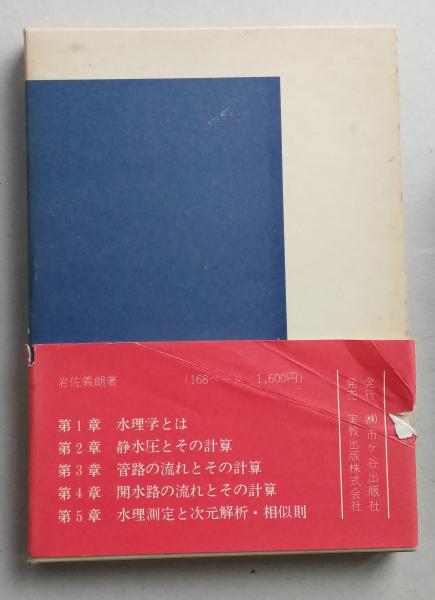 岩佐義朗著 (168ページ 1,600円)
第1章 水理学とは
第2章 静水圧とその計算
第3章 管路の流れとその計算
第4章 開水路の流れとその計算
第5章 水理測定と次元解析・相似則
発行 ㈱市ケ谷出版社
発売 実教出版株式会社